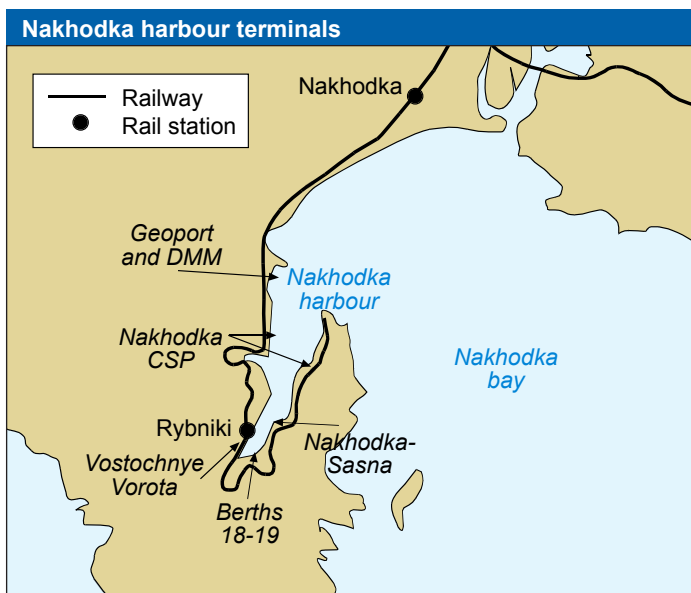 Nakhodka harbour terminals
Railway
Rail station
Nakhodka
Geoport
and DMM
Nakhodka
harbour
Nakhodka
CSP
Nakhodka
bay
Rybniki
Nakhodka-
Sasna
Vostochnye
Vorota
Berths
18-19